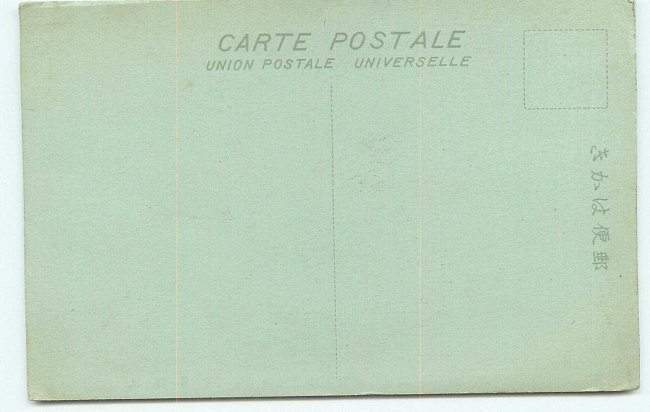 CARTE POSTALE
UNION POSTALE UNIVERSELLE
郵便はかき